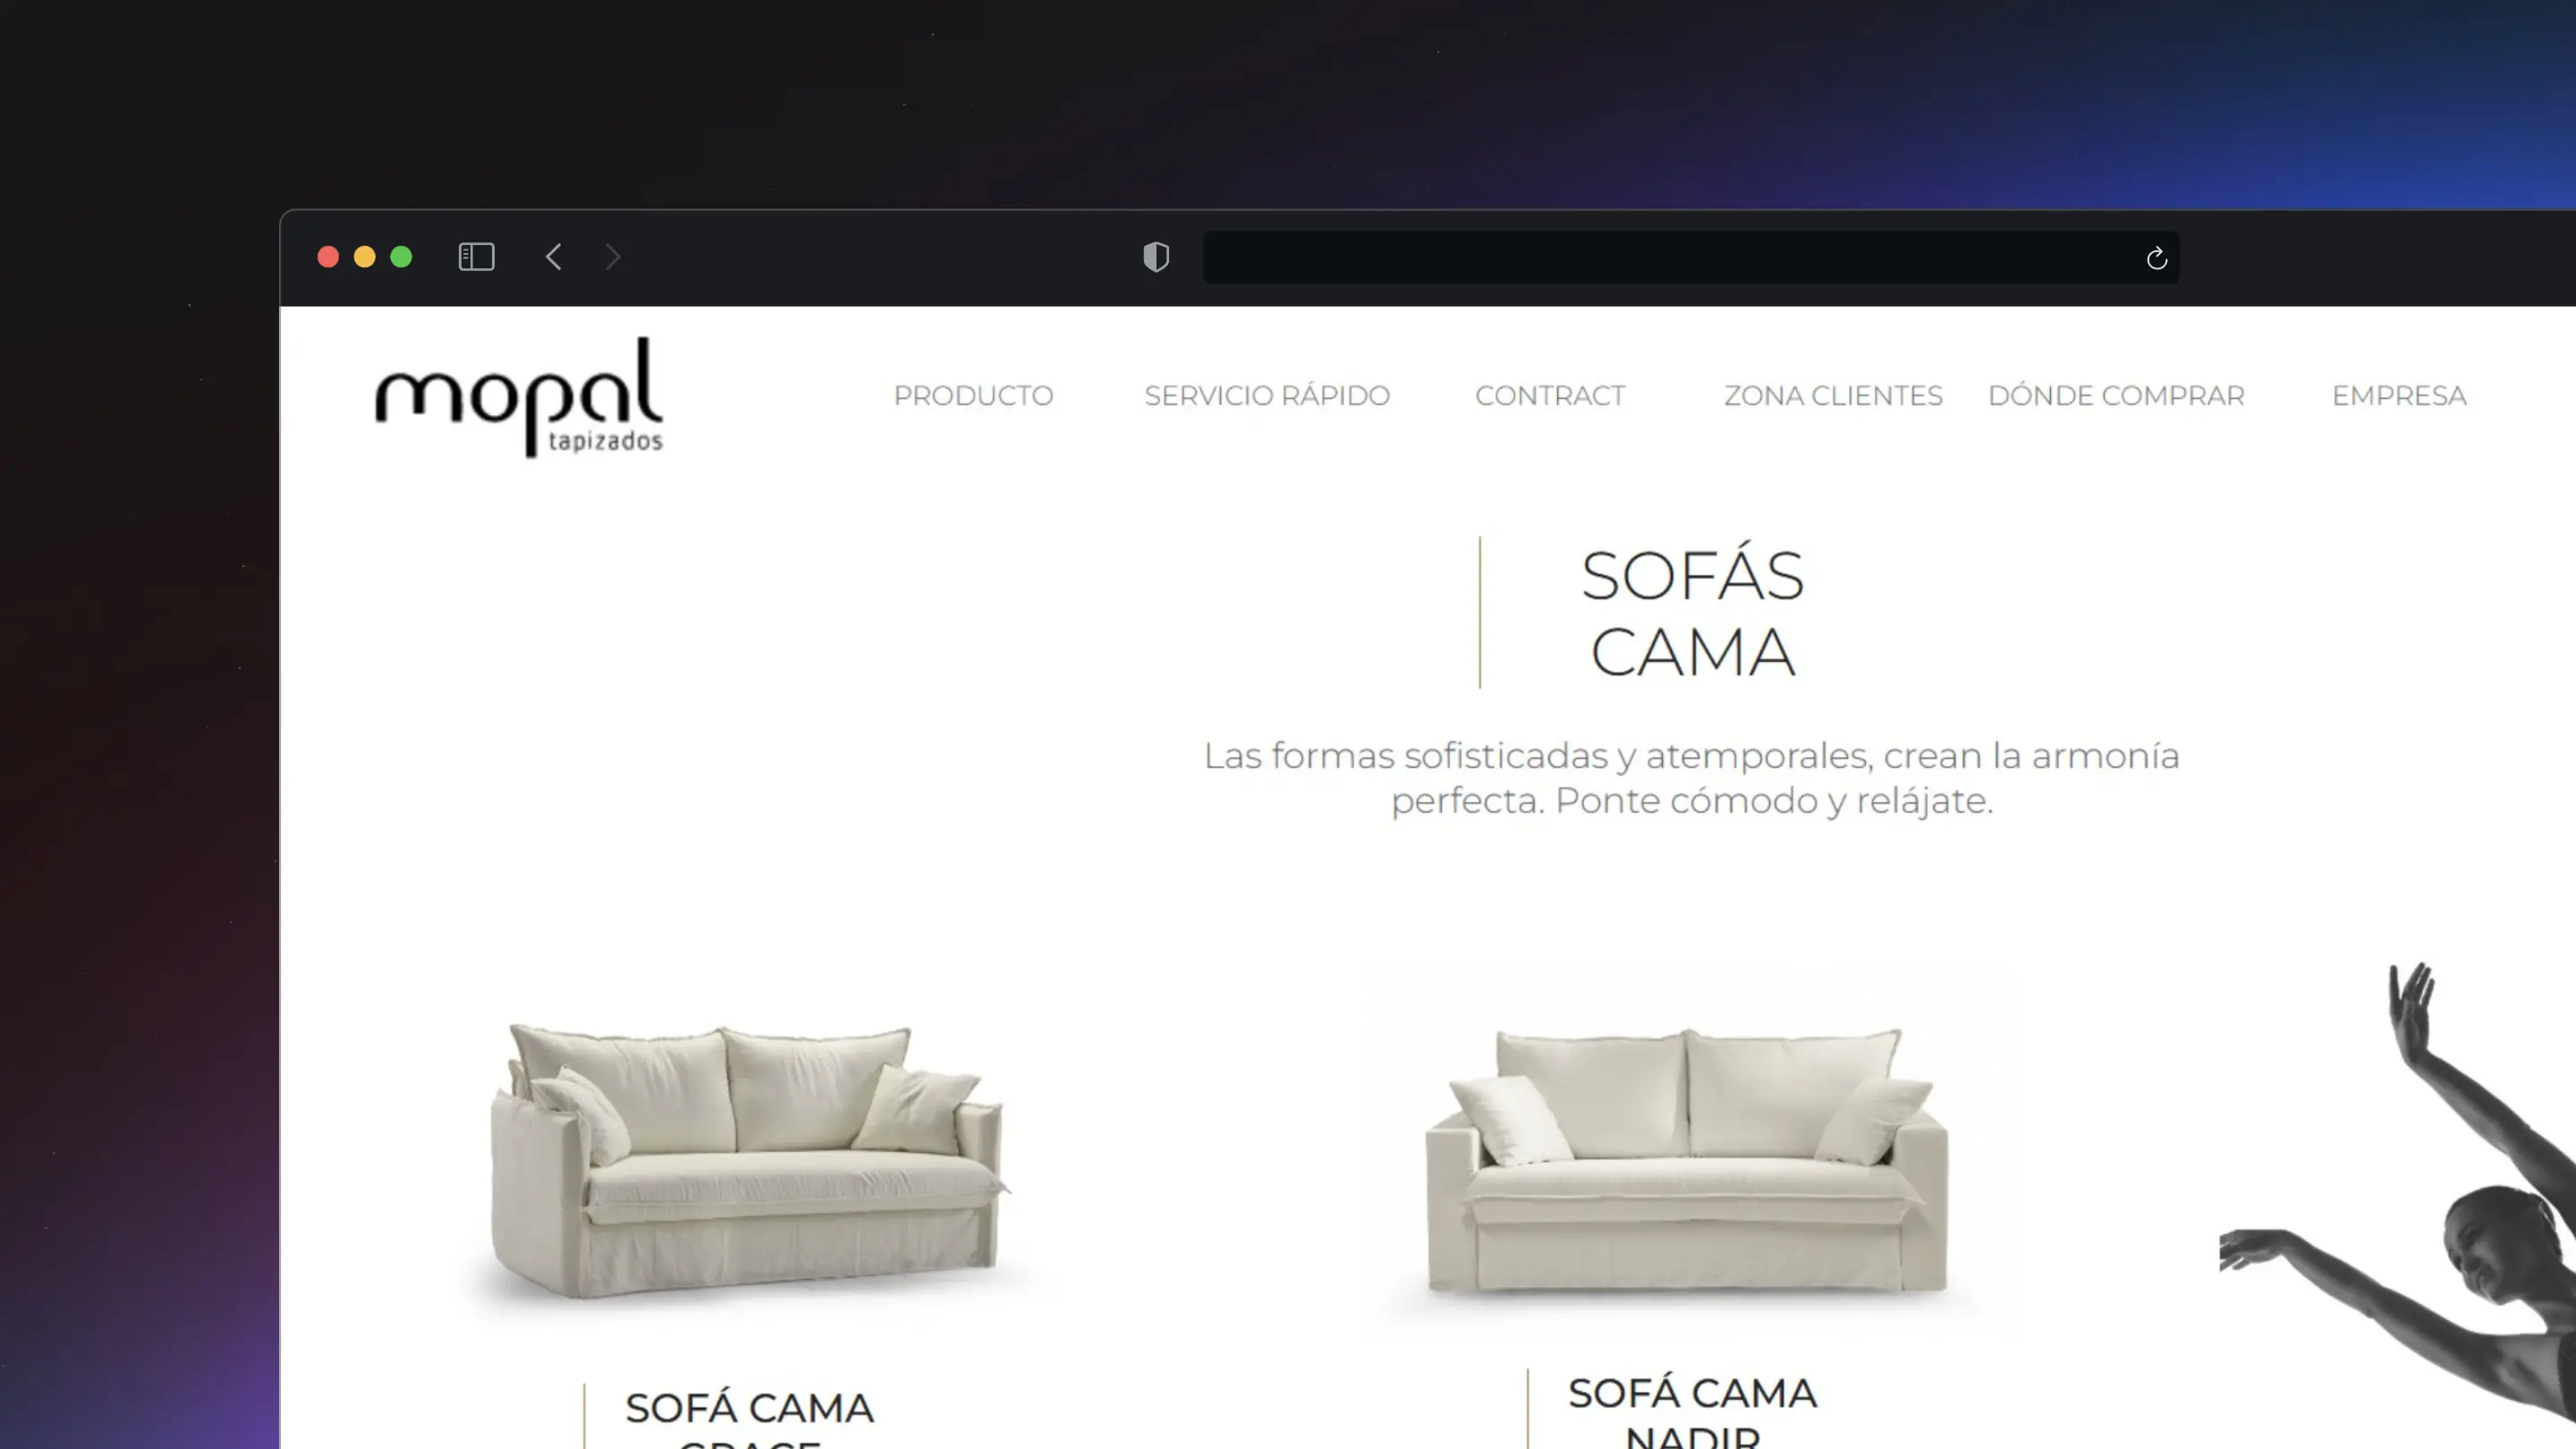 mopal
tapizados
PRODUCTO SERVICIO RÁPIDO CONTRACT ZONA CLIENTES DÓNDE COMPRAR EMPRESA
SOFÁS
CAMA
Las formas sofisticadas y atemporales, crean la armonía
perfecta. Ponte cómodo y relájate.
SOFÁ CAMA
GRACE
SOFÁ CAMA
NADIR